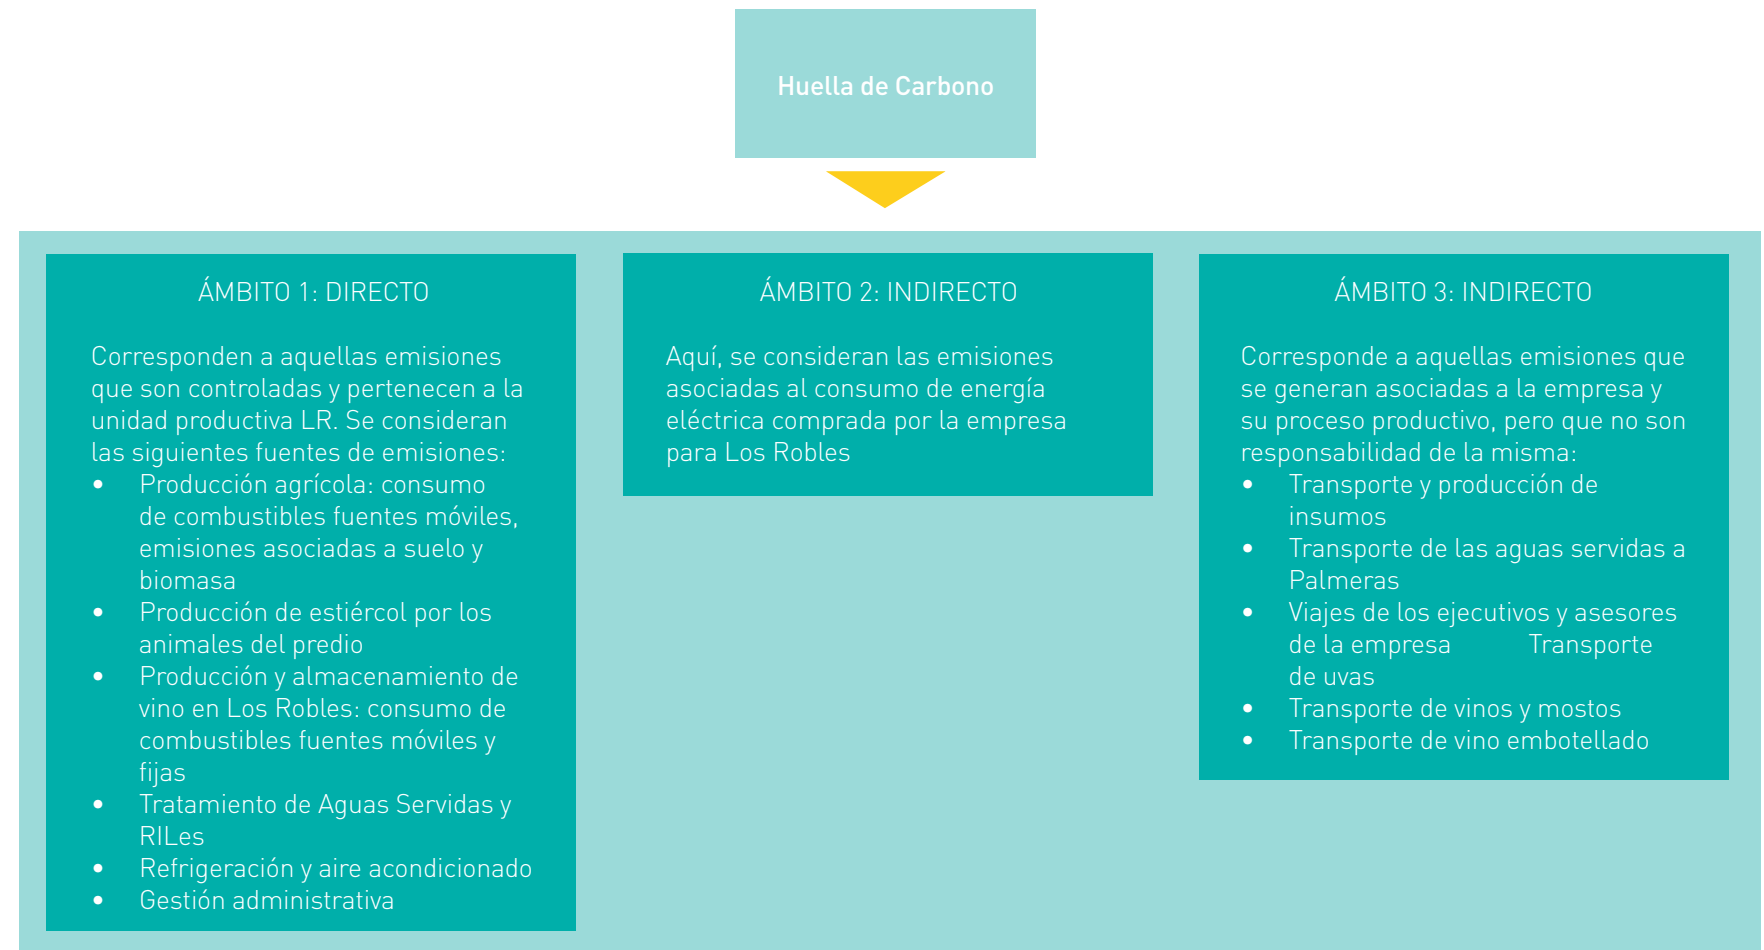 Huella de Carbono
ÁMBITO 1: DIRECTO
Corresponden a aquellas emisiones
que son controladas y pertenecen a la
unidad productiva LR. Se consideran
las siguientes fuentes de emisiones:
• Producción agrícola: consumo
de combustibles fuentes móviles,
emisiones asociadas a suelo y
biomasa
• Producción de estiércol por los
animales del predio
• Producción y almacenamiento de
vino en Los Robles: consumo de
combustibles fuentes móviles y
fijas
• Tratamiento de Aguas Servidas y
RILes
• Refrigeración y aire acondicionado
• Gestión administrativa
ÁMBITO 2: INDIRECTO
Aquí, se consideran las emisiones
asociadas al consumo de energía
eléctrica comprada por la empresa
para Los Robles
ÁMBITO 3: INDIRECTO
Corresponde a aquellas emisiones que
se generan asociadas a la empresa y
su proceso productivo, pero que no son
responsabilidad de la misma:
• Transporte y producción de
insumos
• Transporte de las aguas servidas a
Palmeras
• Viajes de los ejecutivos y asesores
de la empresa Transporte
de uvas
• Transporte de vinos y mostos
• Transporte de vino embotellado